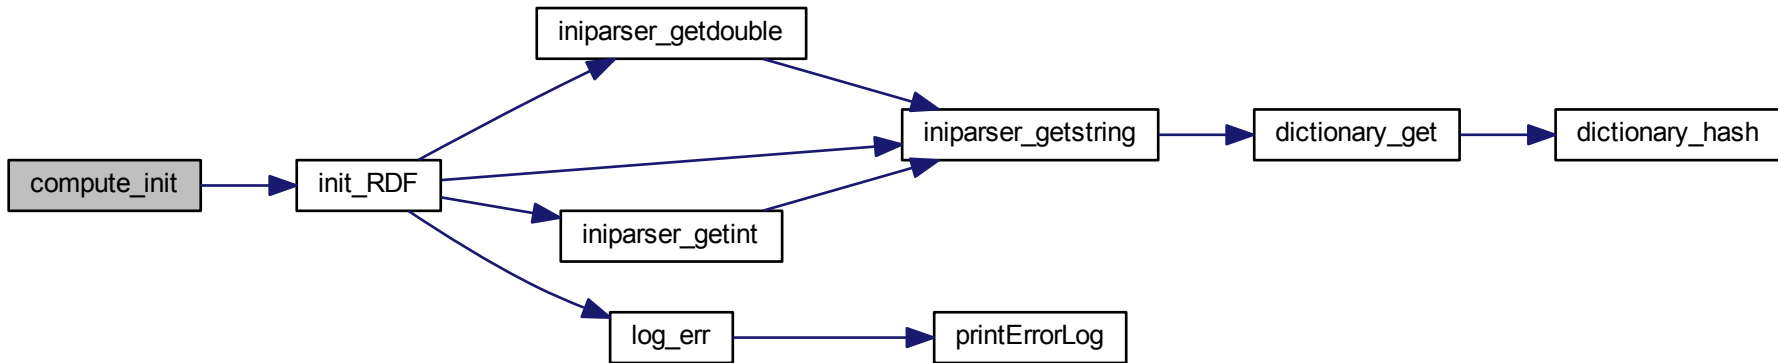 compute_init
init_RDF
iniparser_getdouble
iniparser_getstring
iniparser_getint
log_err
printErrorLog
dictionary_get
dictionary_hash